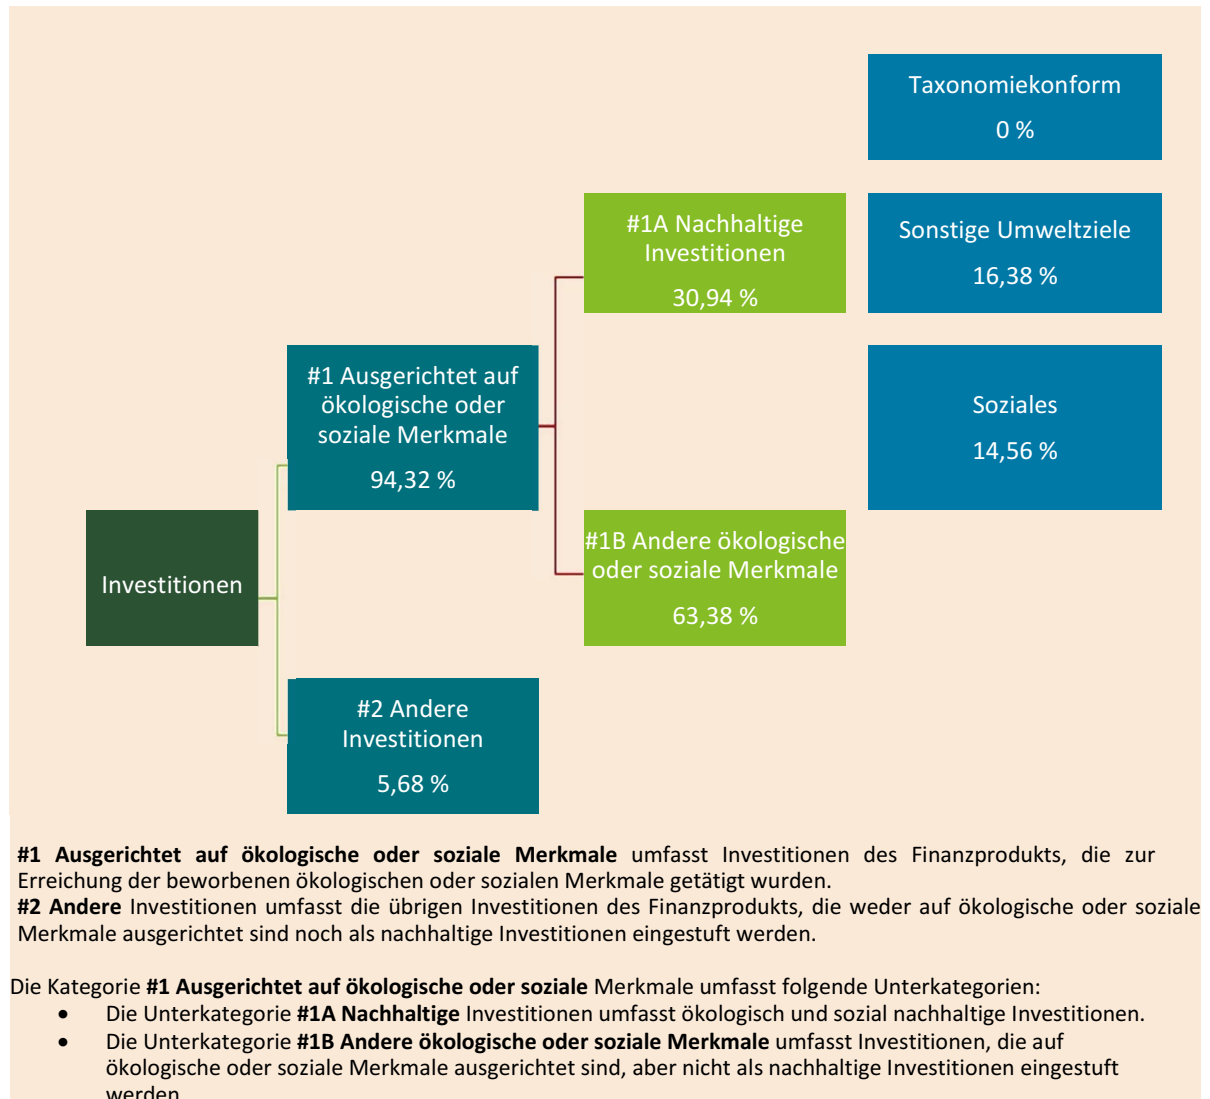 Taxonomiekonform
0 %
#1A Nachhaltige
Investitionen
30,94 %
Sonstige Umweltziele
16,38 %
#1 Ausgerichtet auf
ökologische oder
soziale Merkmale
94,32 %
Soziales
14,56 %
Investitionen
#1B Andere ökologische
oder soziale Merkmale
63,38 %
#2 Andere
Investitionen
5,68 %
#1 Ausgerichtet auf ökologische oder soziale Merkmale umfasst Investitionen des Finanzprodukts, die zur
Erreichung der beworbenen ökologischen oder sozialen Merkmale getätigt wurden.
#2 Andere Investitionen umfasst die übrigen Investitionen des Finanzprodukts, die weder auf ökologische oder soziale
Merkmale ausgerichtet sind noch als nachhaltige Investitionen eingestuft werden.
Die Kategorie #1 Ausgerichtet auf ökologische oder soziale Merkmale umfasst folgende Unterkategorien:
• Die Unterkategorie #1A Nachhaltige Investitionen umfasst ökologisch und sozial nachhaltige Investitionen.
• Die Unterkategorie #1B Andere ökologische oder soziale Merkmale umfasst Investitionen, die auf
ökologische oder soziale Merkmale ausgerichtet sind, aber nicht als nachhaltige Investitionen eingestuft
werden